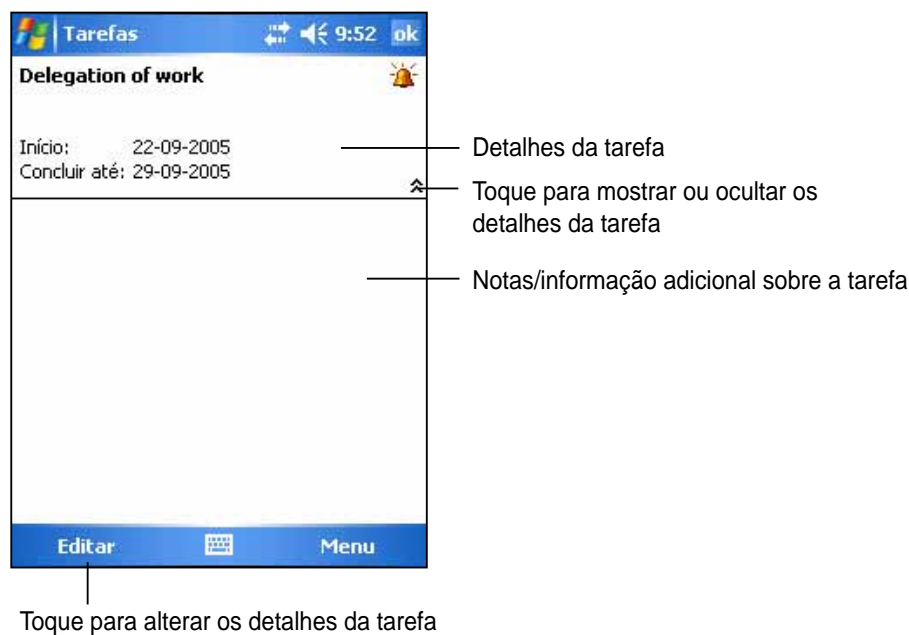 Tarefas 9:52 ok
Delegation of work
Início: 22-09-2005
Concluir até: 29-09-2005
Detalhes da tarefa
Toque para mostrar ou ocultar os
detalhes da tarefa
Notas/informação adicional sobre a tarefa
Editar Menu
Toque para alterar os detalhes da tarefa